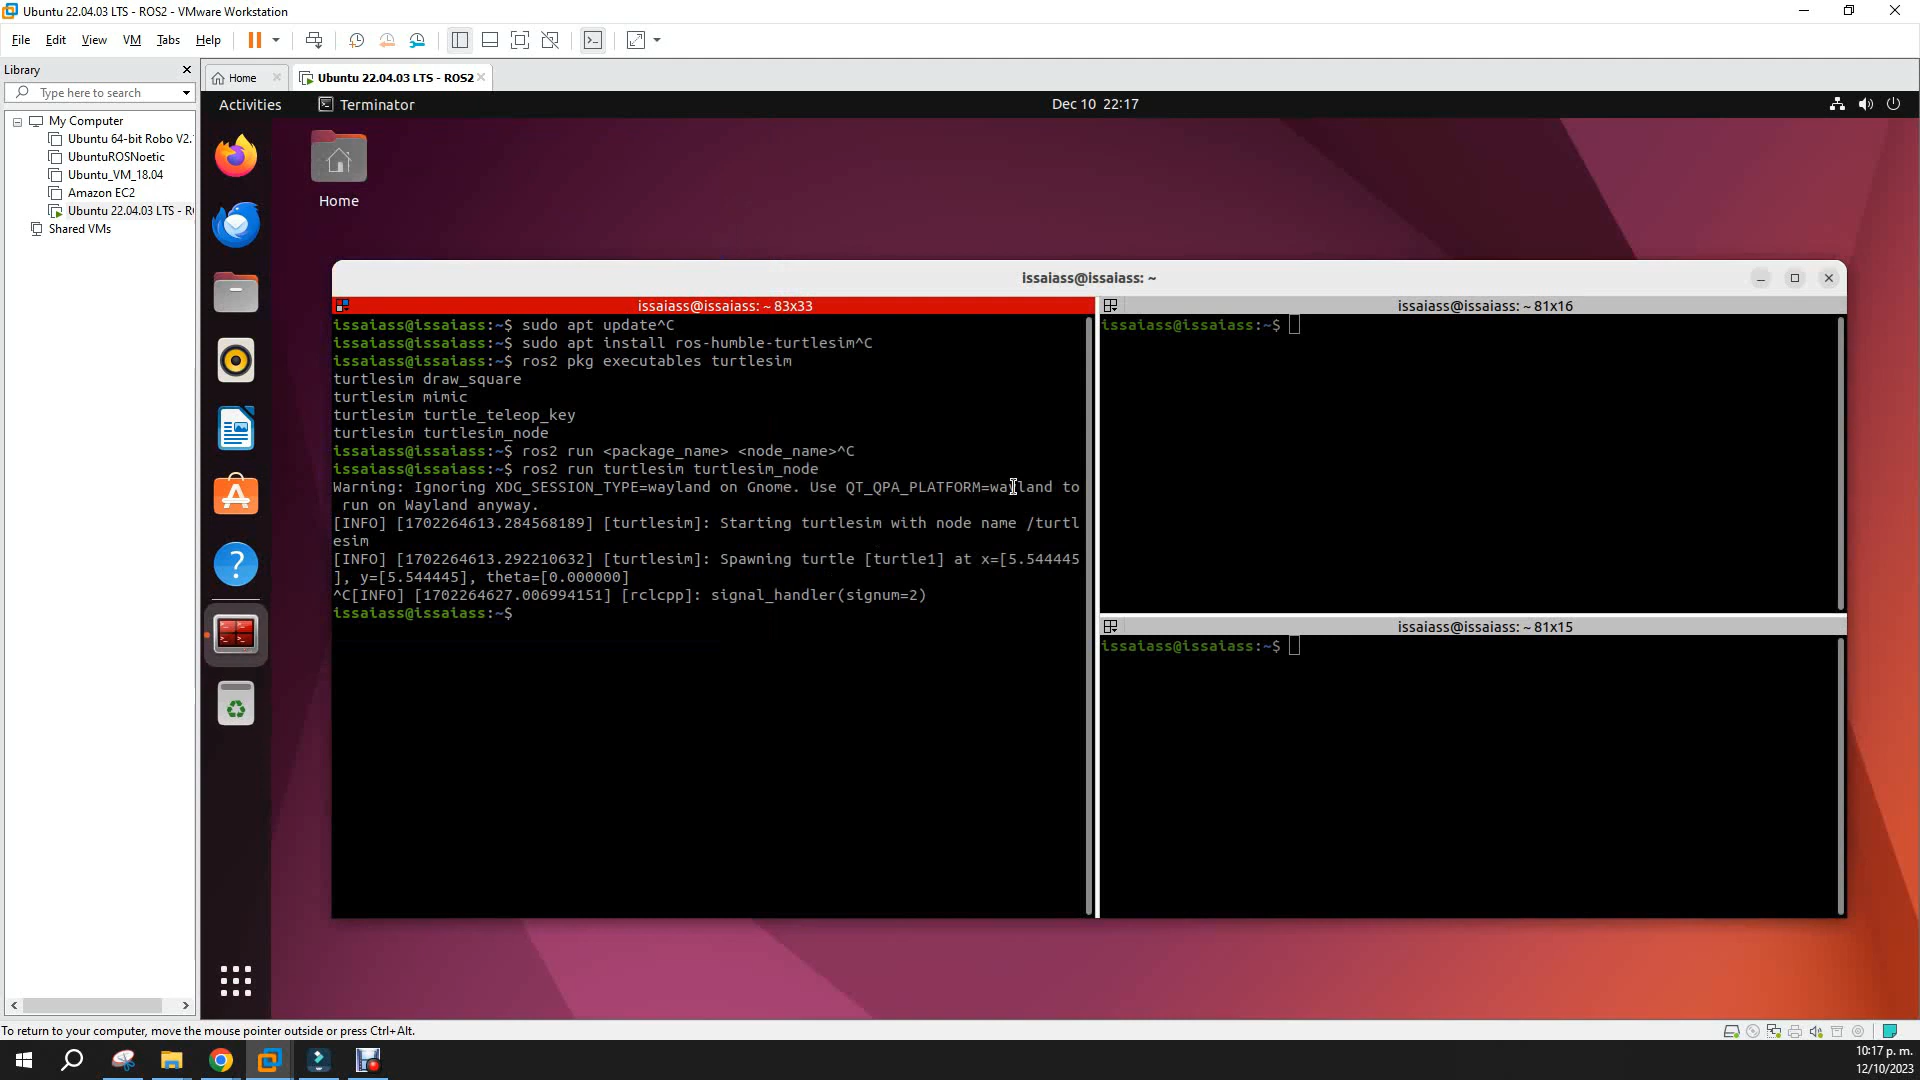 Ubuntu 22.04.03 LTS - ROS2 - VMware Workstation
File Edit View VM Tabs Help
Library
Type here to search
My Computer
Ubuntu 64-bit Robo V2.
UbuntuROSNoetic
Ubuntu_VM_18.04
Amazon EC2
Ubuntu 22.04.03 LTS - R
Shared VMs
Home
Ubuntu 22.04.03 LTS - ROS2
Activities
Terminator
Dec 10 22:17
Home
issaiass@issaiass: ~
issaiass@issaiass: ~ 83x33
issaiass@issaiass:~$ sudo apt update^C
issaiass@issaiass:~$ sudo apt install ros-humble-turtlesim^C
issaiass@issaiass:~$ ros2 pkg executables turtlesim
turtlesim draw_square
turtlesim mimic
turtlesim turtle_teleop_key
turtlesim turtlesim_node
issaiass@issaiass:~$ ros2 run <package_name> <node_name>^C
issaiass@issaiass:~$ ros2 run turtlesim turtlesim_node
Warning: Ignoring XDG_SESSION_TYPE=wayland on Gnome. Use QT_QPA_PLATFORM=wayland to
run on Wayland anyway.
[INFO] [1702264613.284568189] [turtlesim]: Starting turtlesim with node name /turtl
esim
[INFO] [1702264613.292210632] [turtlesim]: Spawning turtle [turtle1] at x=[5.544445
], y=[5.544445], theta=[0.000000]
^C[INFO] [1702264627.006994151] [rclcpp]: signal_handler(signum=2)
issaiass@issaiass:~$
issaiass@issaiass: ~ 81x16
issaiass@issaiass:~$
issaiass@issaiass: ~ 81x15
issaiass@issaiass:~$
To return to your computer, move the mouse pointer outside or press Ctrl+Alt.
10:17 p. m.
12/10/2023